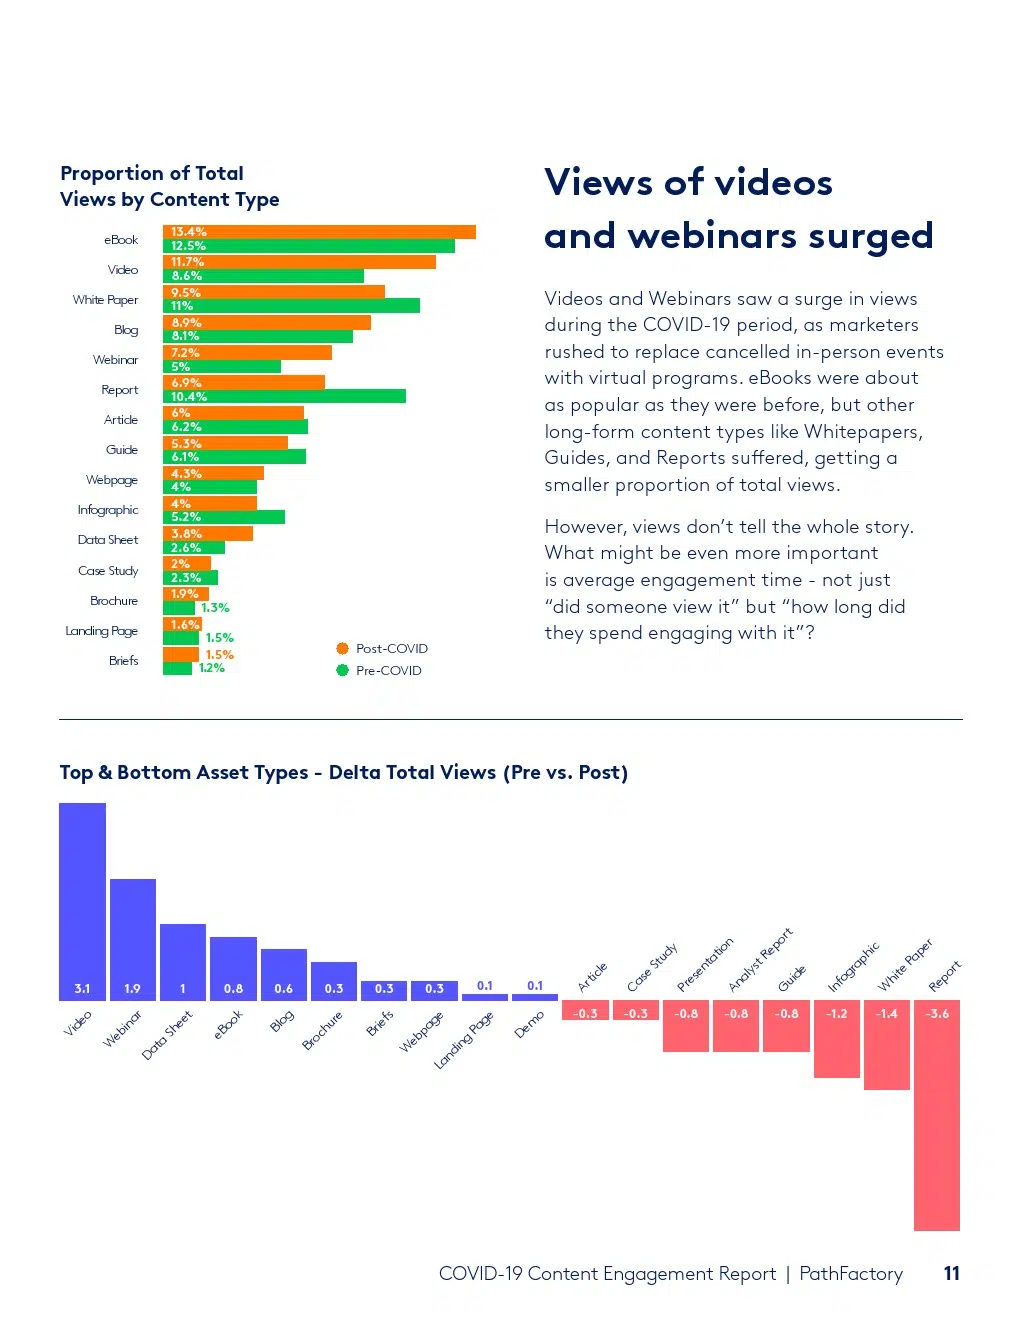 Proportion of Total
Views by Content Type
eBook
13.4%
12.5%
Video
11.7%
8.6%
White Paper
9.5%
11%
Blog
8.9%
8.1%
Webinar
7.2%
5%
Report
6.9%
10.4%
Article
6%
6.2%
Guide
5.3%
6.1%
Webpage
4.3%
4%
Infographic
4%
5.2%
Data Sheet
3.8%
2.6%
Case Study
2%
2.3%
Brochure
1.9%
1.3%
Landing Page
1.6%
1.5%
Briefs
1.5%
1.2%
Post-COVID
Pre-COVID
Views of videos
and webinars surged
Videos and Webinars saw a surge in views
during the COVID-19 period, as marketers
rushed to replace cancelled in-person events
with virtual programs. eBooks were about
as popular as they were before, but other
long-form content types like Whitepapers,
Guides, and Reports suffered, getting a
smaller proportion of total views.
However, views don’t tell the whole story.
What might be even more important
is average engagement time - not just
“did someone view it” but “how long did
they spend engaging with it”?
Top & Bottom Asset Types - Delta Total Views (Pre vs. Post)
3.1
Video
1.9
Webinar
1
Data Sheet
0.8
eBook
0.6
Blog
0.3
Brochure
0.3
Briefs
0.3
Webpage
0.1
Landing Page
0.1
Demo
Article
-0.3
Case Study
-0.3
Presentation
-0.8
Analyst Report
-0.8
Guide
-0.8
Infographic
-1.2
White Paper
-1.4
Report
-3.6
COVID-19 Content Engagement Report | PathFactory 11